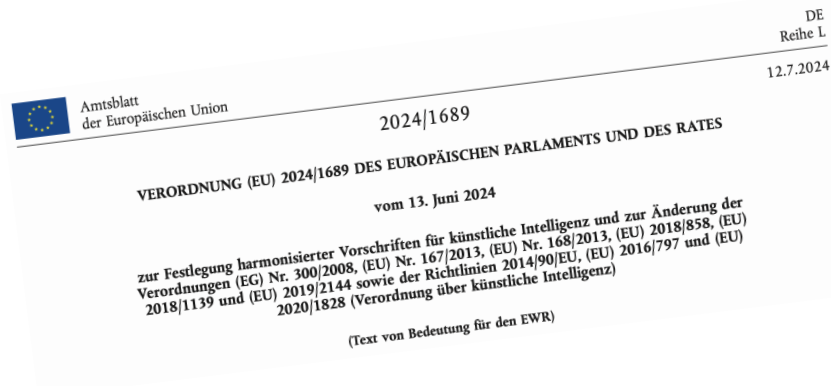 DE
Reihe L
Amtsblatt
der Europäischen Union
12.7.2024
2024/1689
VERORDNUNG (EU) 2024/1689 DES EUROPÄISCHEN PARLAMENTS UND DES RATES
vom 13. Juni 2024
zur Festlegung harmonisierter Vorschriften für künstliche Intelligenz und zur Änderung der
Verordnungen (EG) Nr. 300/2008, (EU) Nr. 167/2013, (EU) Nr. 168/2013, (EU) 2018/858, (EU)
2018/1139 und (EU) 2019/2144 sowie der Richtlinien 2014/90/EU, (EU) 2016/797 und (EU)
2020/1828 (Verordnung über künstliche Intelligenz)
(Text von Bedeutung für den EWR)